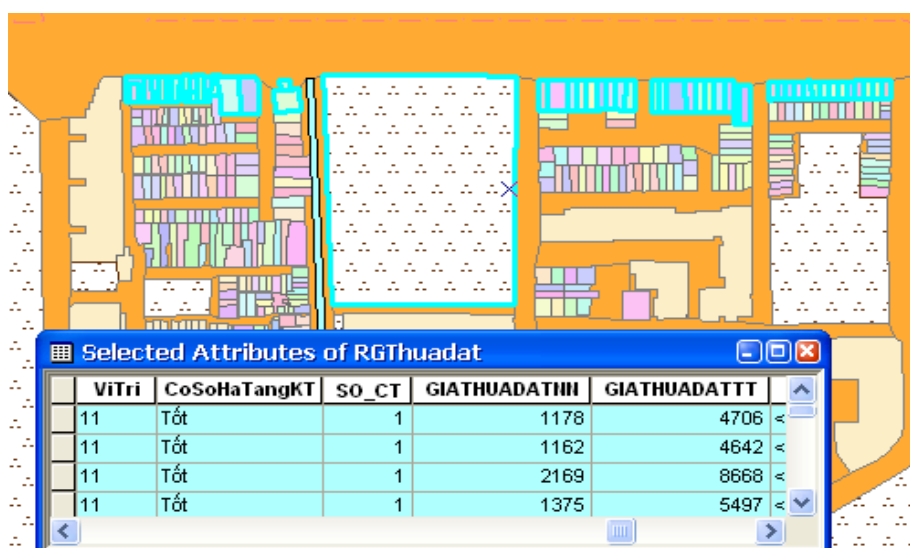 Selected Attributes of RGThuadat
ViTri CoSoHaTangKT SO_CT GIATHUADATNN GIATHUADATTT
11 Tốt 1 1178 4706 <
11 Tốt 1 1162 4642 <
11 Tốt 1 2169 8668 <
11 Tốt 1 1375 5497 <